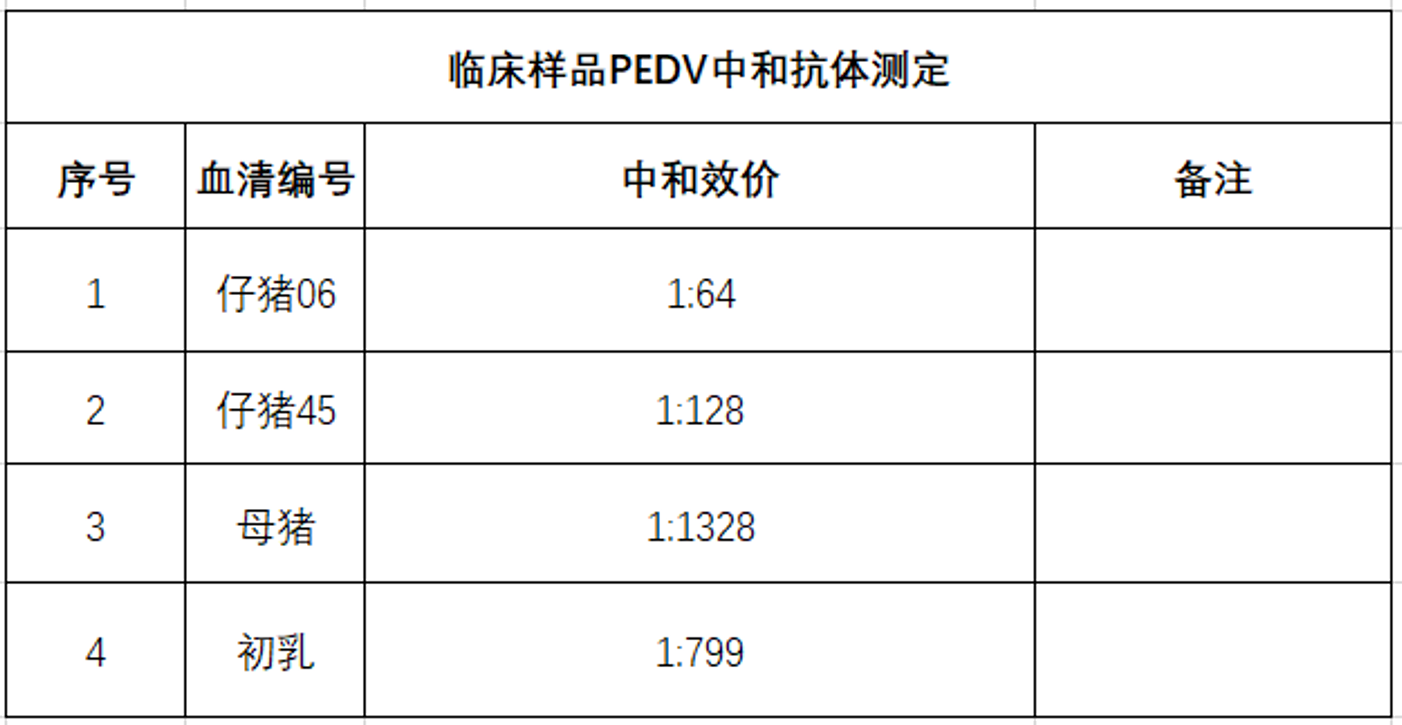 临床样品PEDV中和抗体测定
序号 血清编号 中和效价 备注
1 仔猪06 1:64
2 仔猪45 1:128
3 母猪 1:1328
4 初乳 1:799